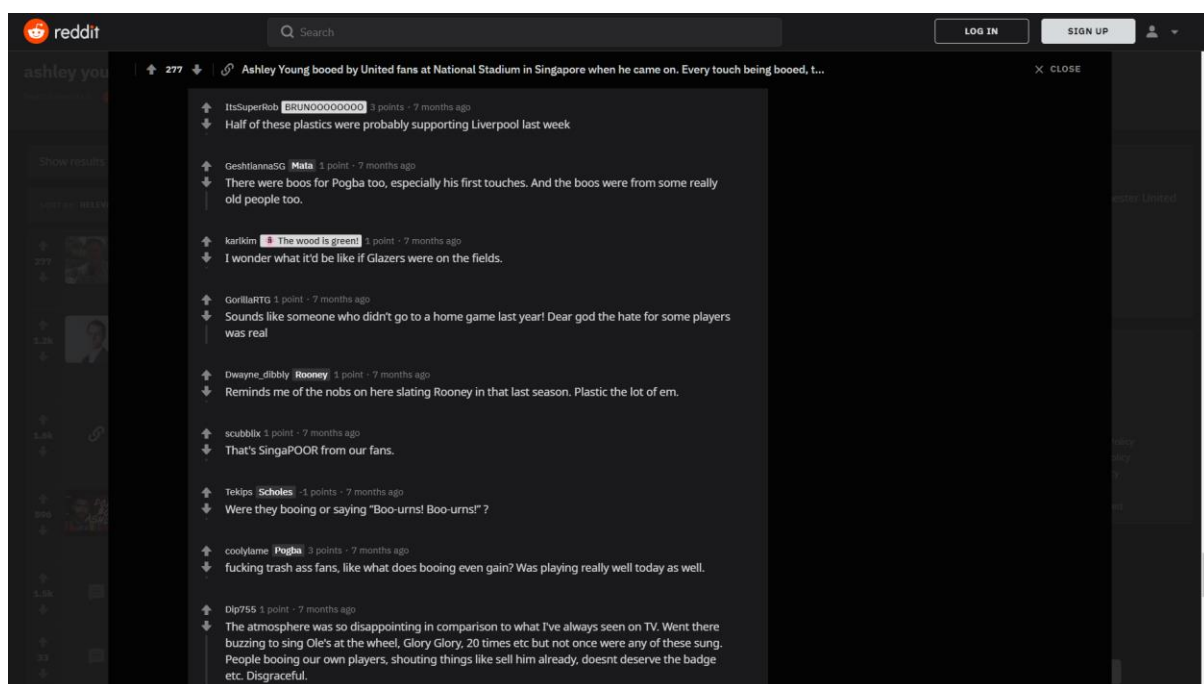 reddit
Search
LOG IN
SIGN UP
ashley you
277
Ashley Young booed by United fans at National Stadium in Singapore when he came on. Every touch being booed, t...
CLOSE
ItsSuperRob BRUNOOOOOOOO 3 points · 7 months ago
Half of these plastics were probably supporting Liverpool last week
Show results
GeshtiannaSG Mata 1 point · 7 months ago
There were boos for Pogba too, especially his first touches. And the boos were from some really
old people too.
ester United
277
karlkim The wood is green! 1 point · 7 months ago
I wonder what it'd be like if Glazers were on the fields.
GorillaRTG 1 point · 7 months ago
Sounds like someone who didn't go to a home game last year! Dear god the hate for some players
was real
Dwayne_dibbly Rooney 1 point · 7 months ago
Reminds me of the nobs on here slating Rooney in that last season. Plastic the lot of em.
scubblix 1 point · 7 months ago
That's SingaPOOR from our fans.
Tekips Scholes -1 points · 7 months ago
Were they booing or saying "Boo-urns! Boo-urns!" ?
coolylame Pogba 3 points · 7 months ago
fucking trash ass fans, like what does booing even gain? Was playing really well today as well.
Dip755 1 point · 7 months ago
The atmosphere was so disappointing in comparison to what I've always seen on TV. Went there
buzzing to sing Ole's at the wheel, Glory Glory, 20 times etc but not once were any of these sung.
People booing our own players, shouting things like sell him already, doesnt deserve the badge
etc. Disgraceful.
33